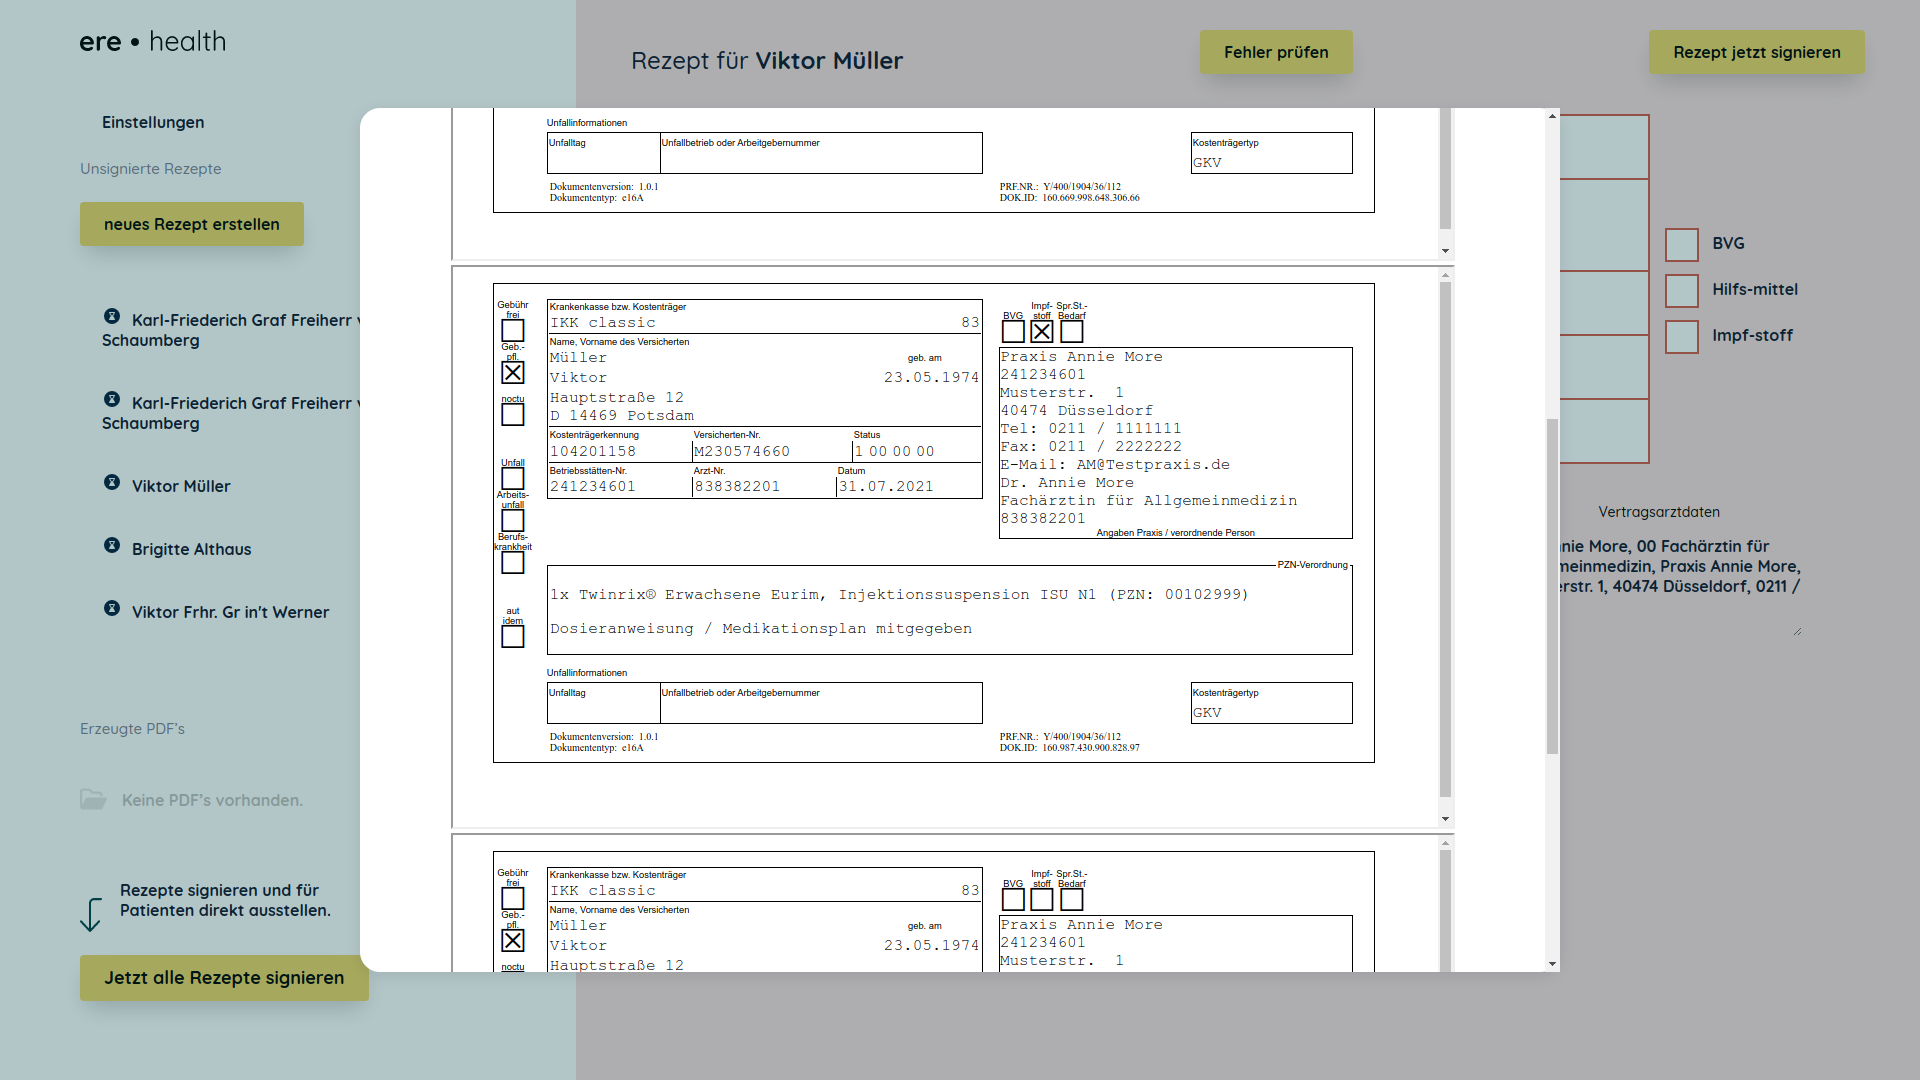 ere • health
Rezept für Viktor Müller
Fehler prüfen
Rezept jetzt signieren
Einstellungen
Unsignierte Rezepte
neues Rezept erstellen
Karl-Friederich Graf Freiherr
Schaumberg
Karl-Friederich Graf Freiherr
Schaumberg
Viktor Müller
Brigitte Althaus
Viktor Frhr. Gr in't Werner
Erzeugte PDF's
Keine PDF's vorhanden.
Rezepte signieren und für
Patienten direkt ausstellen.
Jetzt alle Rezepte signieren
Unfallinformationen
Unfalltag
Unfallbetrieb oder Arbeitgebernummer
Kostenträgertyp
GKV
Dokumentenversion: 1.0.1
Dokumententyp: e16A
PRF.NR.: Y/400/1904/36/112
DOK.ID: 160.669.998.648.306.66
Gebühr
frei
Geb.-
pfl.
noctu
Unfall
Arbeits-
unfall
Berufs-
krankheit
aut
idem
Krankenkasse bzw. Kostenträger
IKK classic 83
Name, Vorname des Versicherten
Müller geb. am
Viktor 23.05.1974
Hauptstraße 12
D 14469 Potsdam
Kostenträgerkennung Versicherten-Nr. Status
104201158 M230574660 1 00 00 00
Betriebsstätten-Nr. Arzt-Nr. Datum
241234601 838382201 31.07.2021
BVG
Impf-
stoff
Spr.St.-
Bedarf
Praxis Annie More
241234601
Musterstr. 1
40474 Düsseldorf
Tel: 0211 / 1111111
Fax: 0211 / 2222222
E-Mail: AM@Testpraxis.de
Dr. Annie More
Fachärztin für Allgemeinmedizin
838382201
Angaben Praxis / verordnende Person
PZN-Verordnung
1x Twinrix® Erwachsene Eurim, Injektionssuspension ISU N1 (PZN: 00102999)
Dosieranweisung / Medikationsplan mitgegeben
Unfallinformationen
Unfalltag
Unfallbetrieb oder Arbeitgebernummer
Kostenträgertyp
GKV
Dokumentenversion: 1.0.1
Dokumententyp: e16A
PRF.NR.: Y/400/1904/36/112
DOK.ID: 160.987.430.900.828.97
Gebühr
frei
Geb.-
pfl.
noctu
Krankenkasse bzw. Kostenträger
IKK classic 83
Name, Vorname des Versicherten
Müller geb. am
Viktor 23.05.1974
Hauptstraße 12
BVG
Impf-
stoff
Spr.St.-
Bedarf
Praxis Annie More
241234601
Musterstr. 1
BVG
Hilfs-mittel
Impf-stoff
Vertragsarztdaten
nie More, 00 Fachärztin für
meinmedizin, Praxis Annie More,
erstr. 1, 40474 Düsseldorf, 0211 /